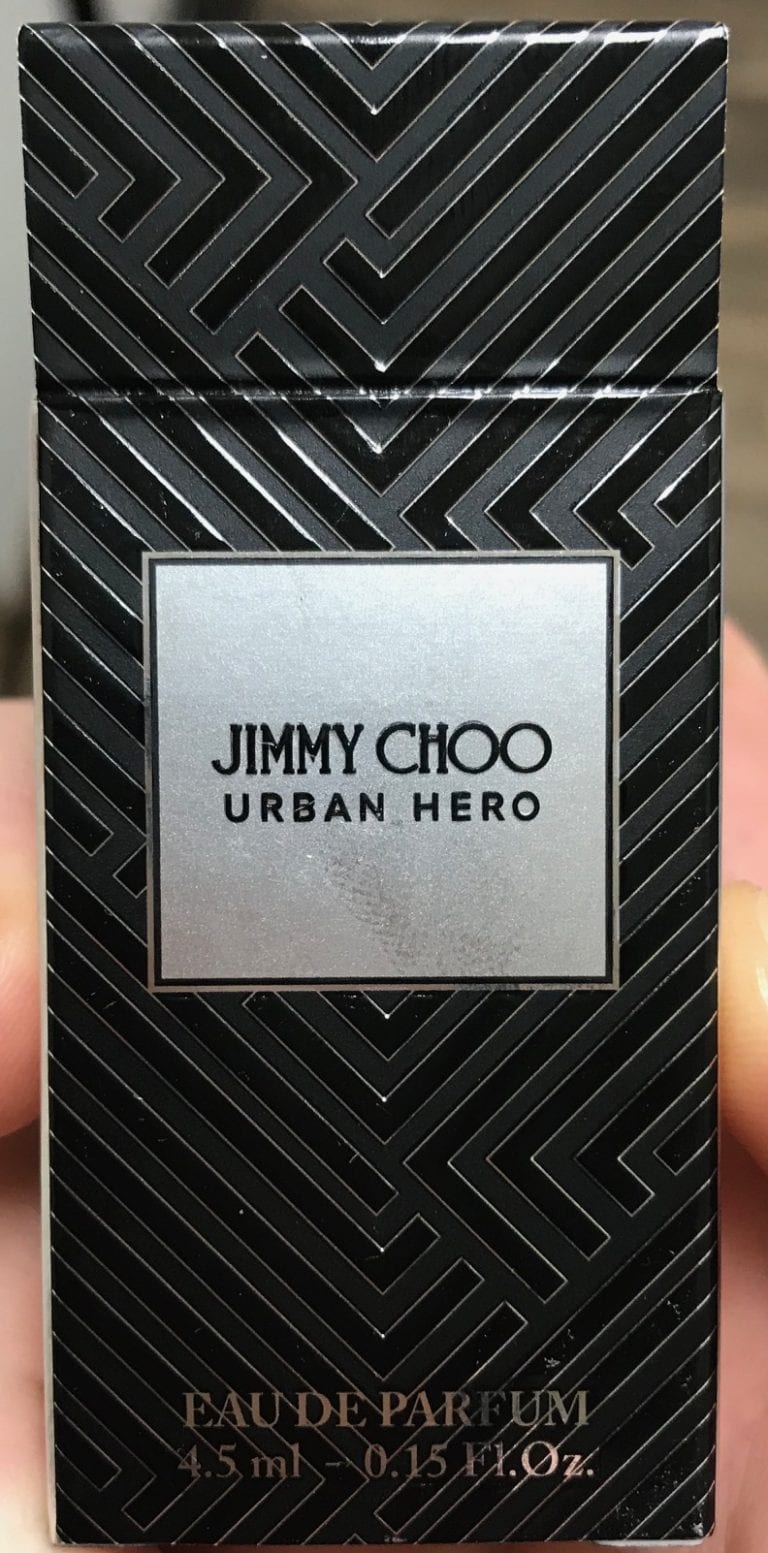 JIMMY CHOO
URBAN HERO
EAU DE PARFUM
4.5 ml - 0.15 Fl.Oz.